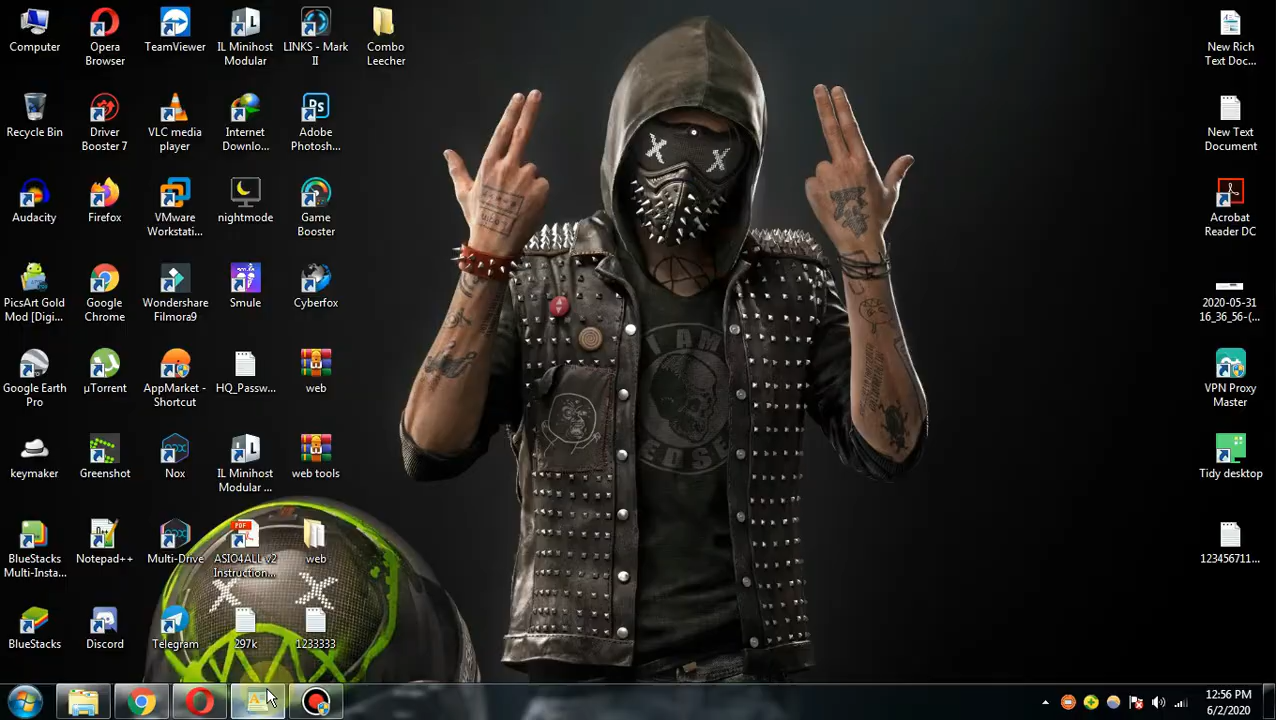 Computer
Opera
Browser
TeamViewer
IL Minihost
Modular
LINKS - Mark
II
Combo
Leecher
Recycle Bin
Driver
Booster 7
VLC media
player
Internet
Downlo...
Adobe
Photosh...
Audacity
Firefox
VMware
Workstati...
nightmode
Game
Booster
PicsArt Gold
Mod [Digi...
Google
Chrome
Wondershare
Filmora9
Smule
Cyberfox
Google Earth
Pro
µTorrent
AppMarket -
Shortcut
HQ_Passw...
web
keymaker
Greenshot
Nox
IL Minihost
Modular ...
web tools
BlueStacks
Multi-Insta...
Notepad++
Multi-Drive
ASIO4ALL v2
Instruction...
web
BlueStacks
Discord
Telegram
297k
1233333
New Rich
Text Doc...
New Text
Document
Acrobat
Reader DC
2020-05-31
16_36_56-(...
VPN Proxy
Master
Tidy desktop
123456711...
I AM
12:56 PM
6/2/2020